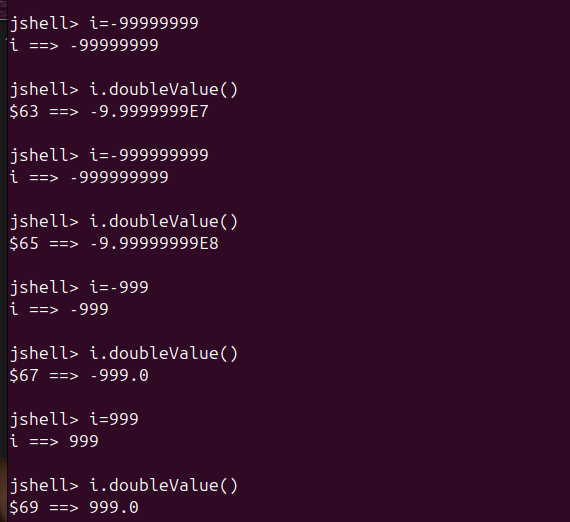 jshell> i=-99999999
i ==> -99999999
jshell> i.doubleValue()
$63 ==> -9.9999999E7
jshell> i=-999999999
i ==> -999999999
jshell> i.doubleValue()
$65 ==> -9.99999999E8
jshell> i=-999
i ==> -999
jshell> i.doubleValue()
$67 ==> -999.0
jshell> i=999
i ==> 999
jshell> i.doubleValue()
$69 ==> 999.0